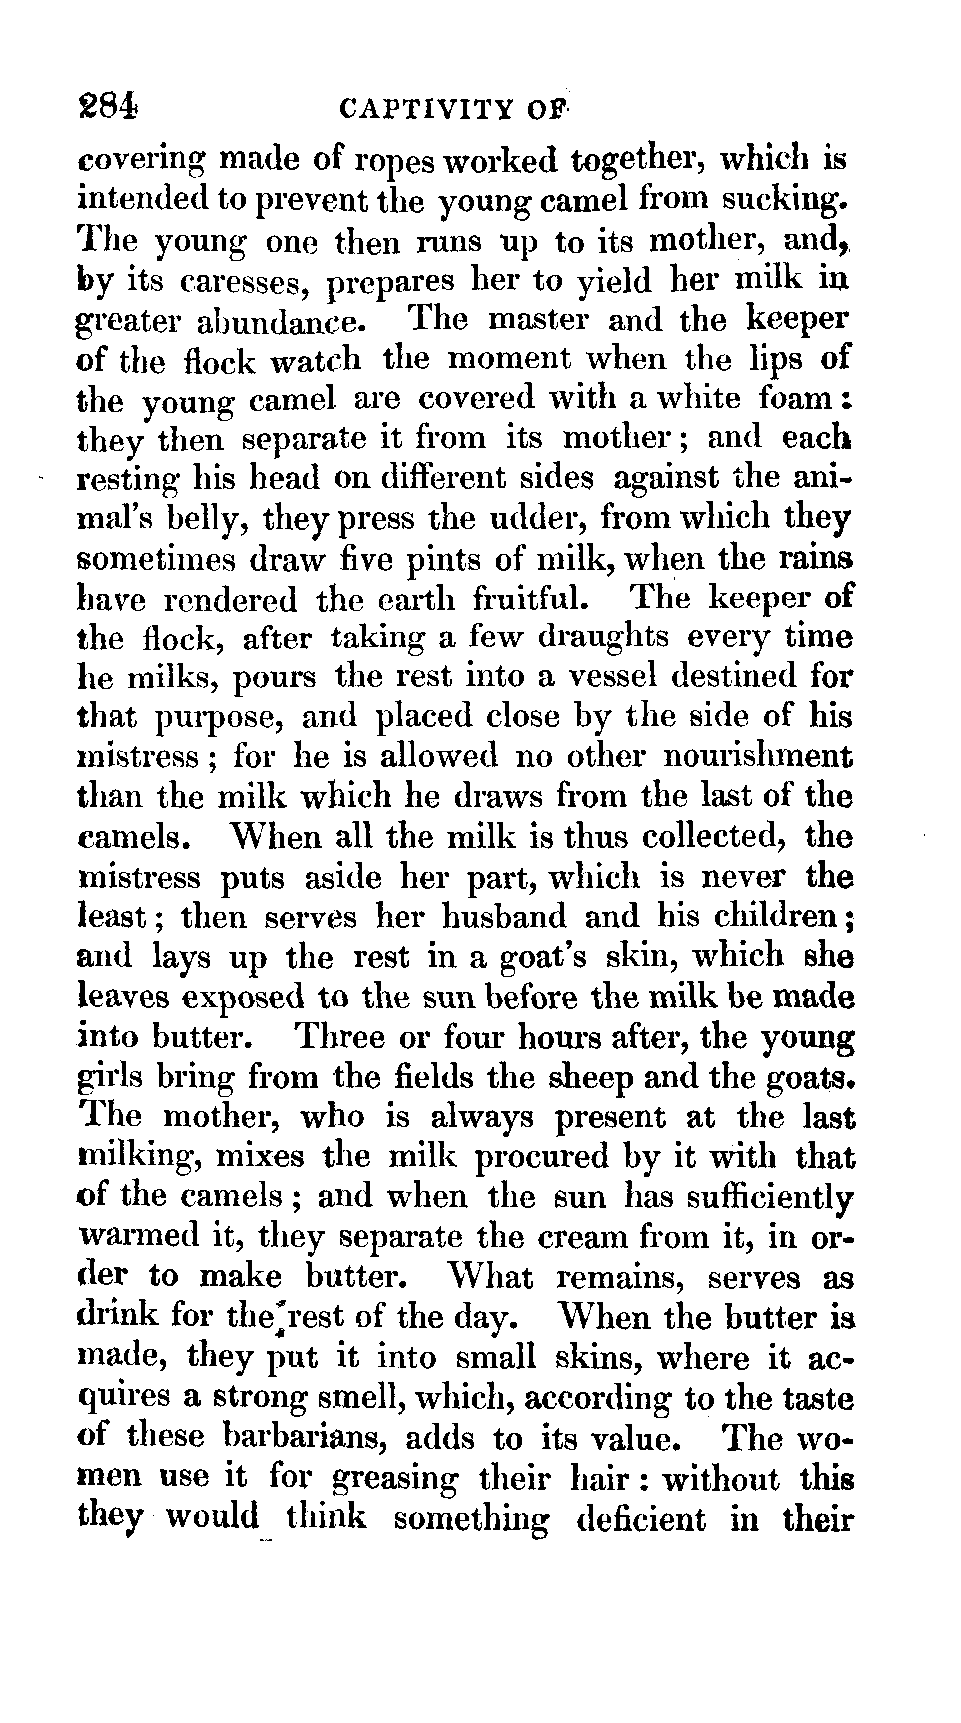 284 CAPTIVITY OF
covering made of ropes worked together, which is
intended to prevent the young camel from sucking.
The young one then runs up to its mother, and,
by its caresses, prepares her to yield her milk in
greater abundance. The master and the keeper
of the flock watch the moment when the lips of
the young camel are covered with a white foam :
they then separate it from its mother ; and each
resting his head on different sides against the ani-
mal's belly, they press the udder, from which they
sometimes draw five pints of milk, when the rains
have rendered the earth fruitful. The keeper of
the flock, after taking a few draughts every time
he milks, pours the rest into a vessel destined for
that purpose, and placed close by the side of his
mistress ; for he is allowed no other nourishment
than the milk which he draws from the last of the
camels. When all the milk is thus collected, the
mistress puts aside her part, which is never the
least ; then serves her husband and his children ;
and lays up the rest in a goat's skin, which she
leaves exposed to the sun before the milk be made
into butter. Three or four hours after, the young
girls bring from the fields the sheep and the goats.
The mother, who is always present at the last
milking, mixes the milk procured by it with that
of the camels ; and when the sun has sufficiently
warmed it, they separate the cream from it, in or-
der to make butter. What remains, serves as
drink for the rest of the day. When the butter is
made, they put it into small skins, where it ac-
quires a strong smell, which, according to the taste
of these barbarians, adds to its value. The wo-
men use it for greasing their hair : without this
they would think something deficient in their